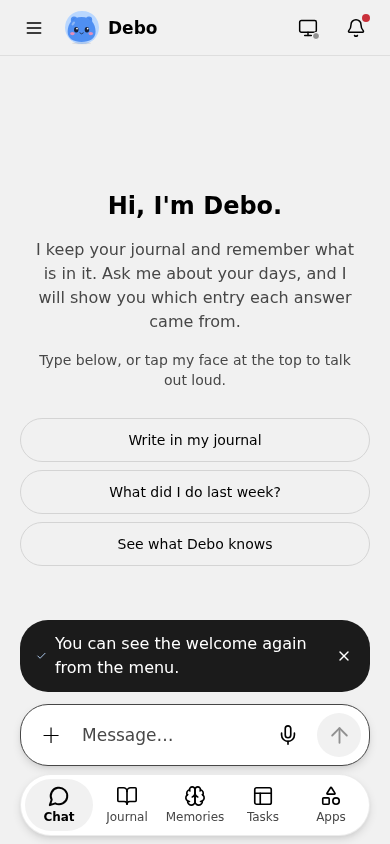 Debo
Hi, I'm Debo.
I keep your journal and remember what
is in it. Ask me about your days, and I
will show you which entry each answer
came from.
Type below, or tap my face at the top to talk
out loud.
Write in my journal
What did I do last week?
See what Debo knows
You can see the welcome again
from the menu.
Message...
Chat
Journal
Memories
Tasks
Apps